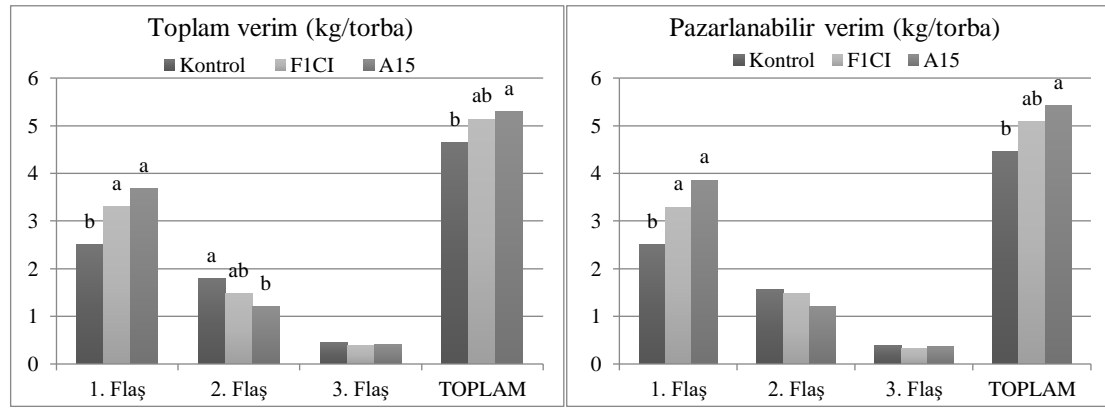 Toplam verim (kg/torba)
Kontrol F1CI A15
6
5
4
3
2
1
0
b a a
a ab b
b ab a
1. Flaş 2. Flaş 3. Flaş TOPLAM
Pazarlanabilir verim (kg/torba)
Kontrol F1CI A15
6
5
4
3
2
1
0
b a a
b ab a
1. Flaş 2. Flaş 3. Flaş TOPLAM